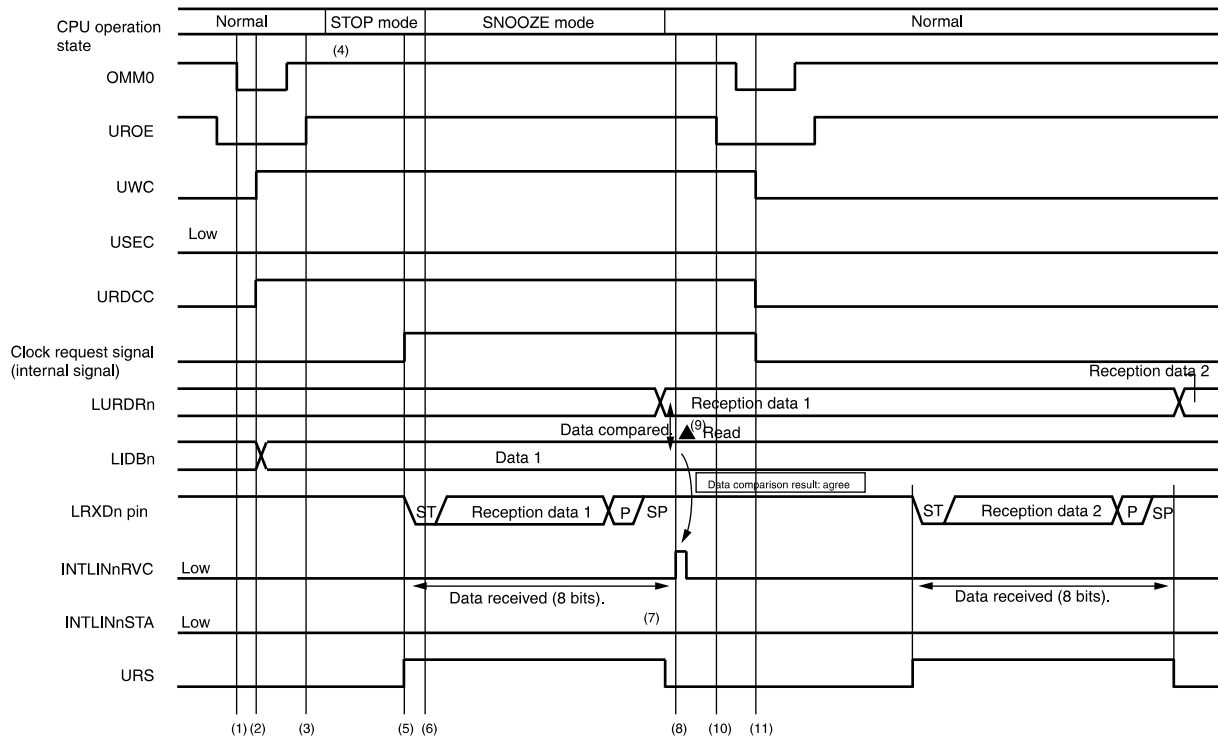 CPU operation
state
Normal
STOP mode
SNOOZE mode
Normal
(4)
OMM0
UROE
UWC
USEC
Low
URDCC
Clock request signal
(internal signal)
Reception data 2
LURDRn
Reception data 1
Data compared.
(9)
Read
LIDBn
Data 1
Data comparison result: agree
LRXDn pin
ST
Reception data 1
P
SP
ST
Reception data 2
P
SP
INTLINnRVC
Low
Data received (8 bits).
Data received (8 bits).
(7)
INTLINnSTA
Low
URS
(1)
(2)
(3)
(5)
(6)
(8)
(10)
(11)